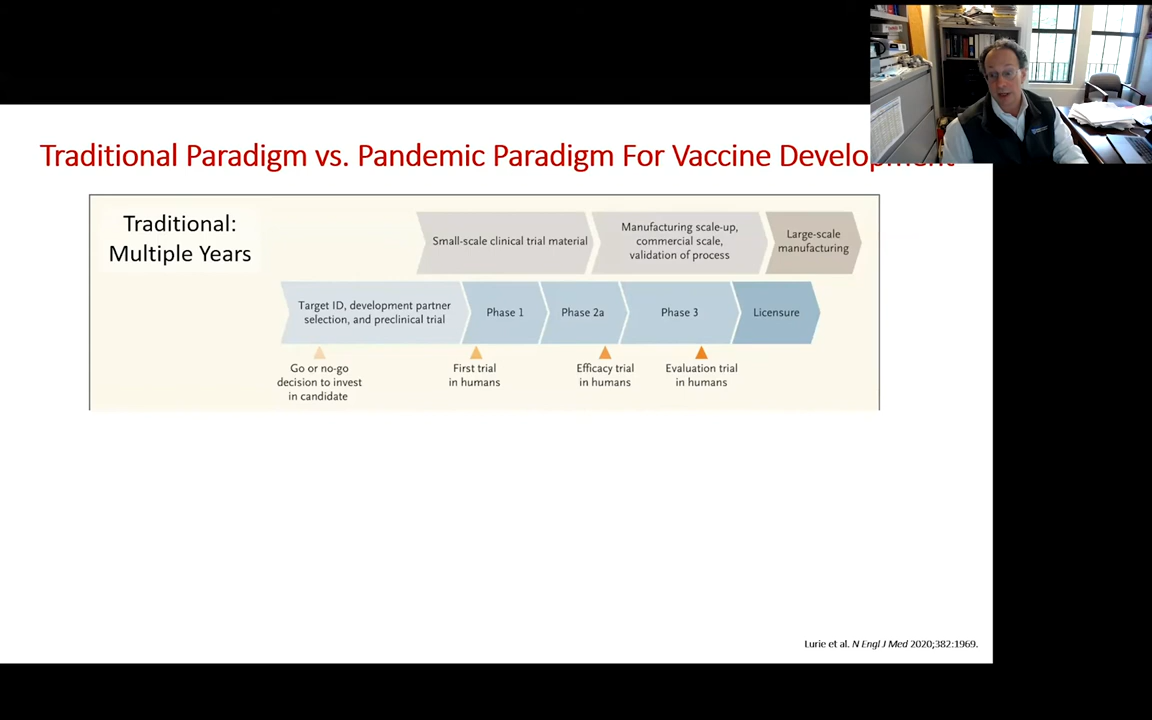 Traditional Paradigm vs. Pandemic Paradigm For Vaccine Development
Traditional:
Multiple Years
Small-scale clinical trial material
Manufacturing scale-up,
commercial scale,
validation of process
Large-scale
manufacturing
Target ID, development partner
selection, and preclinical trial
Phase 1
Phase 2a
Phase 3
Licensure
Go or no-go
decision to invest
in candidate
First trial
in humans
Efficacy trial
in humans
Evaluation trial
in humans
Lurie et al. N Engl J Med 2020;382:1969.